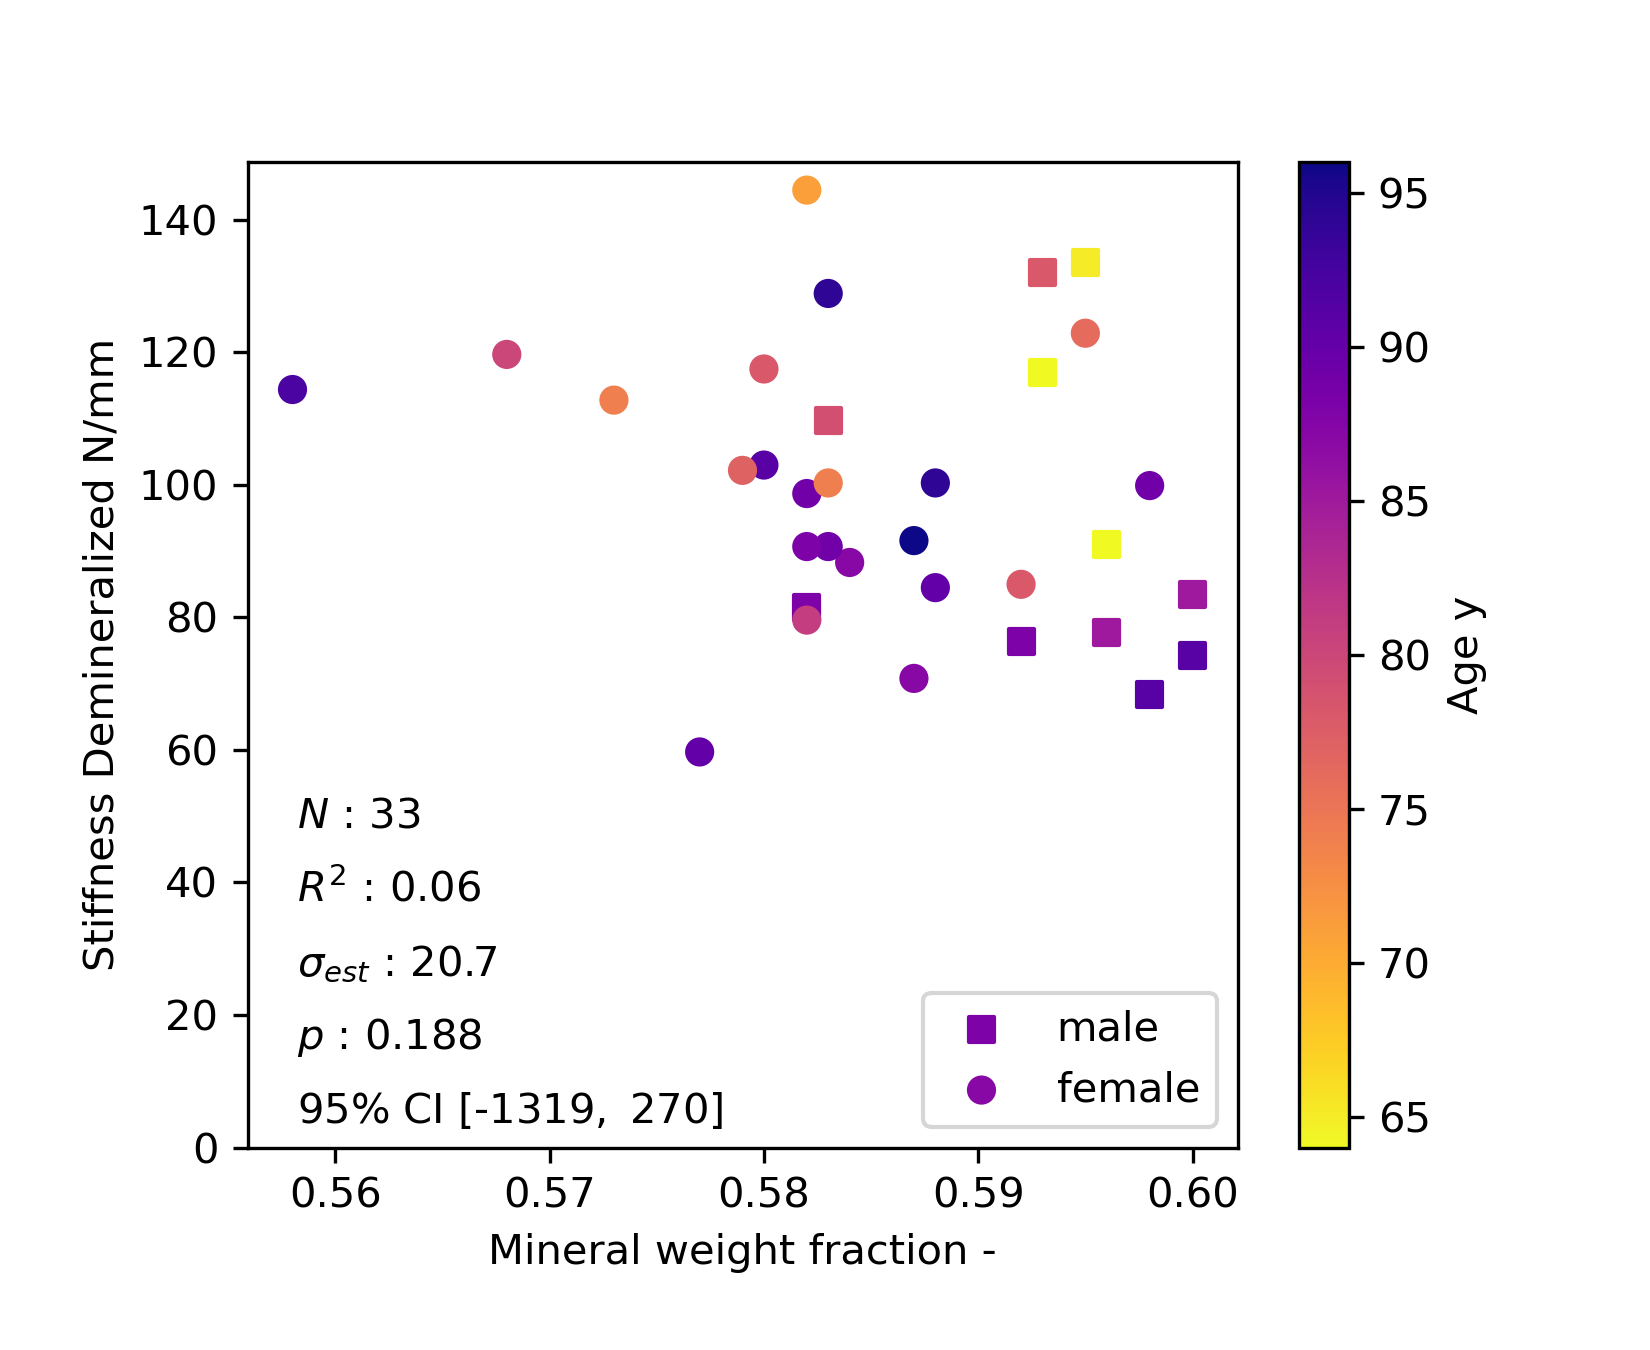 140
120
100
80
60
40
20
0
Stiffness Demineralized N/mm
N : 33
R² : 0.06
σest : 20.7
p : 0.188
95% CI [-1319, 270]
male
female
0.56 0.57 0.58 0.59 0.60
Mineral weight fraction -
95
90
85
80
75
70
65
Age y